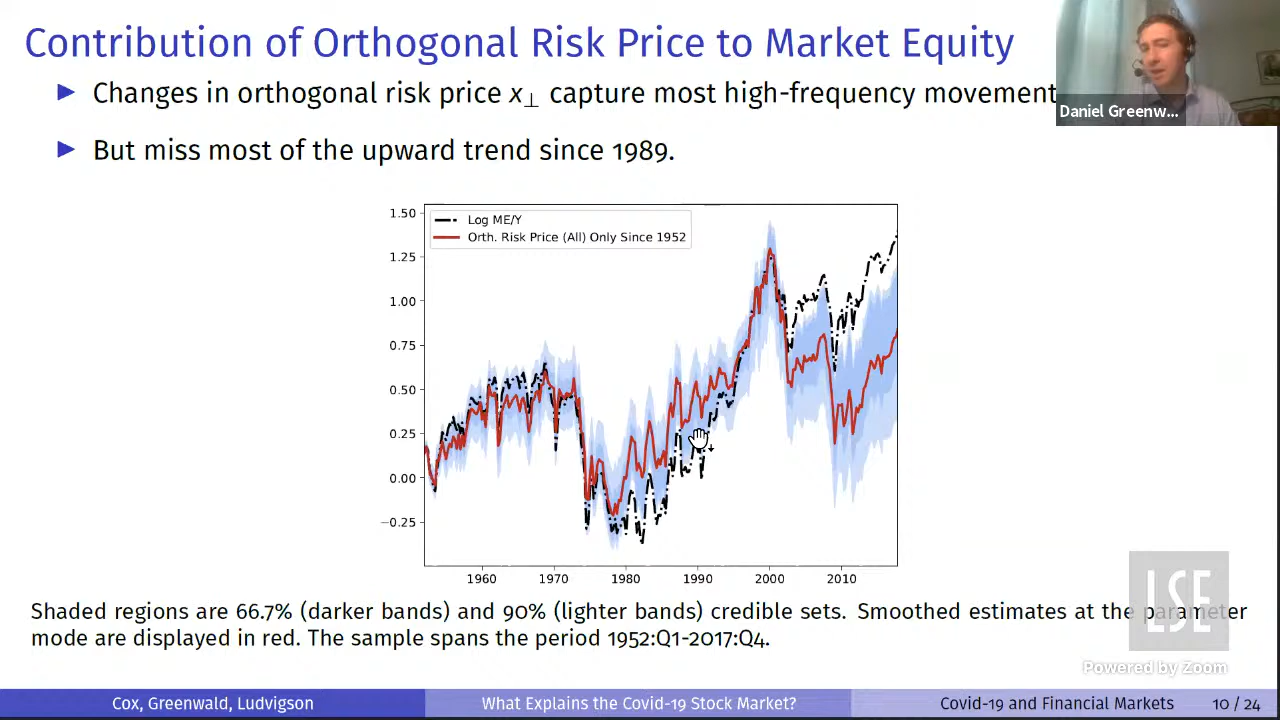 Contribution of Orthogonal Risk Price to Market Equity
Changes in orthogonal risk price x⊥ capture most high-frequency movement
Daniel Greenw...
But miss most of the upward trend since 1989.
Log ME/Y
Orth. Risk Price (All) Only Since 1952
1.50
1.25
1.00
0.75
0.50
0.25
0.00
−0.25
1960 1970 1980 1990 2000 2010
Shaded regions are 66.7% (darker bands) and 90% (lighter bands) credible sets. Smoothed estimates at the parameter
mode are displayed in red. The sample spans the period 1952:Q1-2017:Q4.
LSE
Powered by Zoom
Cox, Greenwald, Ludvigson What Explains the Covid-19 Stock Market? Covid-19 and Financial Markets 10 / 24